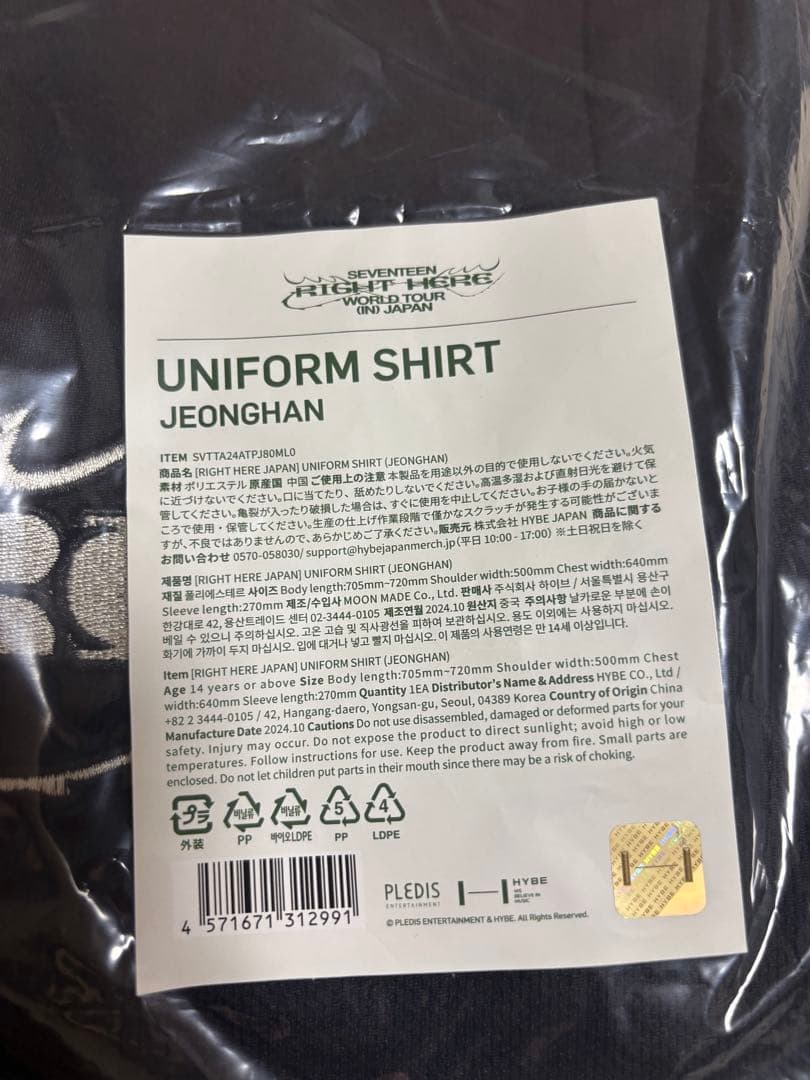 SEVENTEEN
RIGHT HERE
WORLD TOUR
(IN) JAPAN
UNIFORM SHIRT
JEONGHAN
ITEM SVTTA24ATPJ80ML0
商品名 [RIGHT HERE JAPAN] UNIFORM SHIRT (JEONGHAN)
素材 ポリエステル 原産国 中国 ご使用上の注意 本製品を用途以外の目的で使用しないでください。火気
に近づけないでください。口に当てたり、舐めたりしないでください。高温多湿および直射日光を避けて保
管してください。亀裂が入ったり破損した場合は、すぐに使用を中止してください。お子様の手の届かないと
ころで使用・保管してください。生産の仕上げ作業段階で僅かなスクラッチが発生する可能性がございま
すが、不良ではありませんので、あらかじめご了承ください。販売元 株式会社 HYBE JAPAN 商品に関する
お問い合わせ 0570-058030/ support@hybejapanmerch.jp (平日 10:00 - 17:00) ※土日祝日を除く
제품명 [RIGHT HERE JAPAN] UNIFORM SHIRT (JEONGHAN)
재질 폴리에스테르 사이즈 Body length:705mm~720mm Shoulder width:500mm Chest width:640mm
Sleeve length:270mm 제조/수입사 MOON MADE Co., Ltd. 판매사 주식회사 하이브 / 서울특별시 용산구
한강대로 42, 용산트레이드 센터 02-3444-0105 제조연월 2024.10 원산지 중국 주의사항 날카로운 부분에 손이
베일 수 있으니 주의하십시오. 고온 고습 및 직사광선을 피하여 보관하십시오. 용도 이외에는 사용하지 마십시오.
화기에 가까이 두지 마십시오. 입에 대거나 넣고 빨지 마십시오. 이 제품의 사용연령은 만 14세 이상입니다.
Item [RIGHT HERE JAPAN] UNIFORM SHIRT (JEONGHAN)
Age 14 years or above Size Body length:705mm~720mm Shoulder width:500mm Chest
width:640mm Sleeve length:270mm Quantity 1EA Distributor's Name & Address HYBE CO., Ltd /
+82 2 3444-0105 / 42, Hangang-daero, Yongsan-gu, Seoul, 04389 Korea Country of Origin China
Manufacture Date 2024.10 Cautions Do not use disassembled, damaged or deformed parts for your
safety. Injury may occur. Do not expose the product to direct sunlight; avoid high or low
temperatures. Follow instructions for use. Keep the product away from fire. Small parts are
enclosed. Do not let children put parts in their mouth since there may be a risk of choking.
プラ 비닐류 비닐류 5 4
外装 PP 바이오LDPE PP LDPE
4 571671 312991
PLEDIS
ENTERTAINMENT
HYBE
WE
BELIEVE IN
MUSIC
© PLEDIS ENTERTAINMENT & HYBE. All Rights Reserved.
HYBE HYBE HYBE